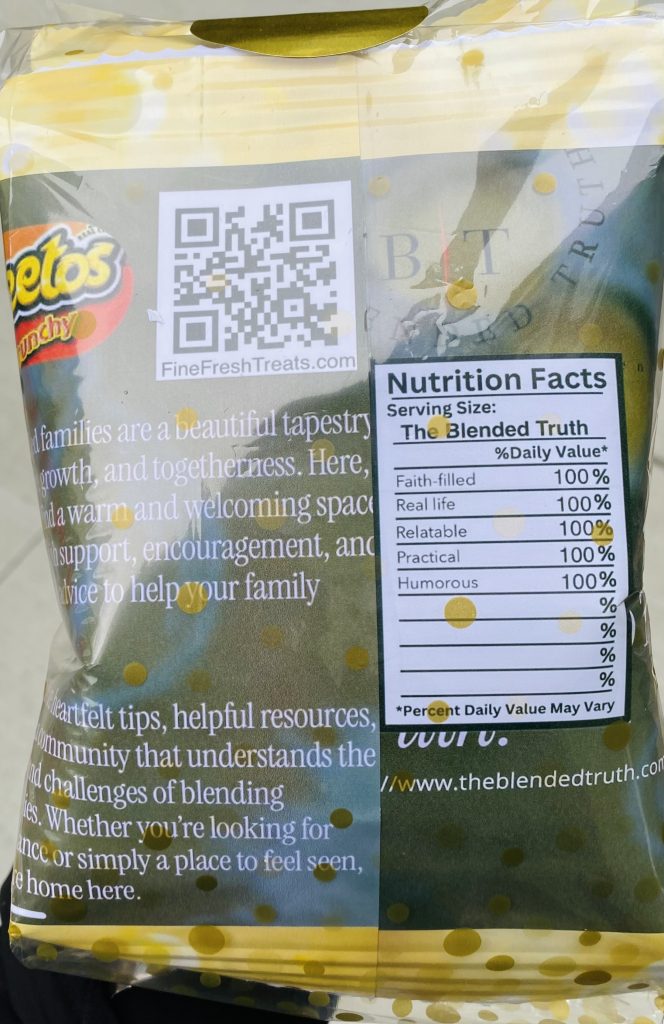 etos
unchy
FineFreshTreats.com
families are a beautiful tapestry
growth, and togetherness. Here,
a warm and welcoming space
support, encouragement, and
to help your family
heartfelt tips, helpful resources,
community that understands the
challenges of blending
Whether you're looking for
or simply a place to feel seen,
home here.
B T
TRUTH
Nutrition Facts
Serving Size:
The Blended Truth
%Daily Value*
Faith-filled 100%
Real life 100%
Relatable 100%
Practical 100%
Humorous 100%
%
%
%
%
*Percent Daily Value May Vary
//www.theblendedtruth.com